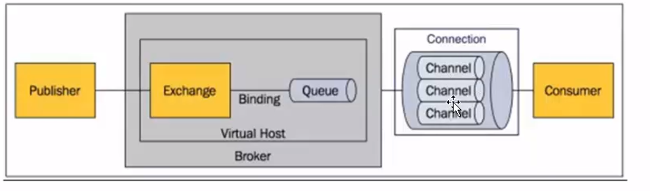 Connection
Channel
Channel
Channel
Publisher
Exchange
Binding
Queue
Consumer
Virtual Host
Broker